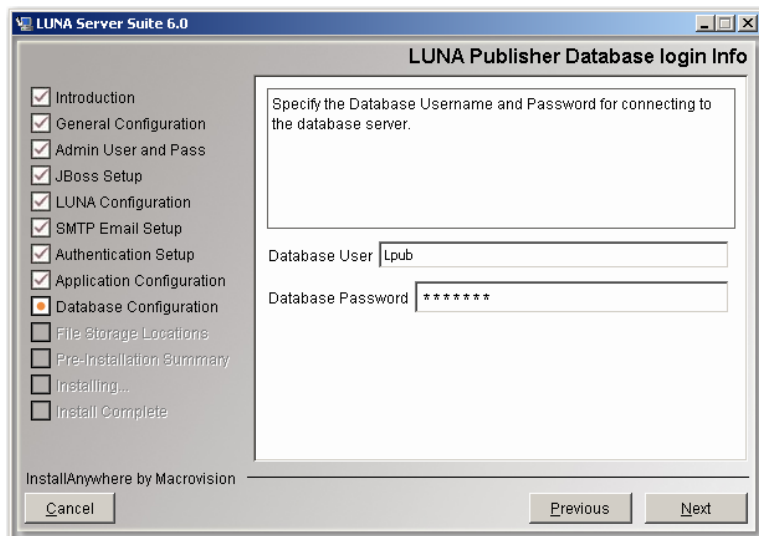 LUNA Server Suite 6.0
LUNA Publisher Database login Info
Introduction
General Configuration
Admin User and Pass
JBoss Setup
LUNA Configuration
SMTP Email Setup
Authentication Setup
Application Configuration
Database Configuration
File Storage Locations
Pre-Installation Summary
Installing...
Install Complete
Specify the Database Username and Password for connecting to
the database server.
Database User Lpub
Database Password *******
InstallAnywhere by Macrovision
Cancel
Previous
Next